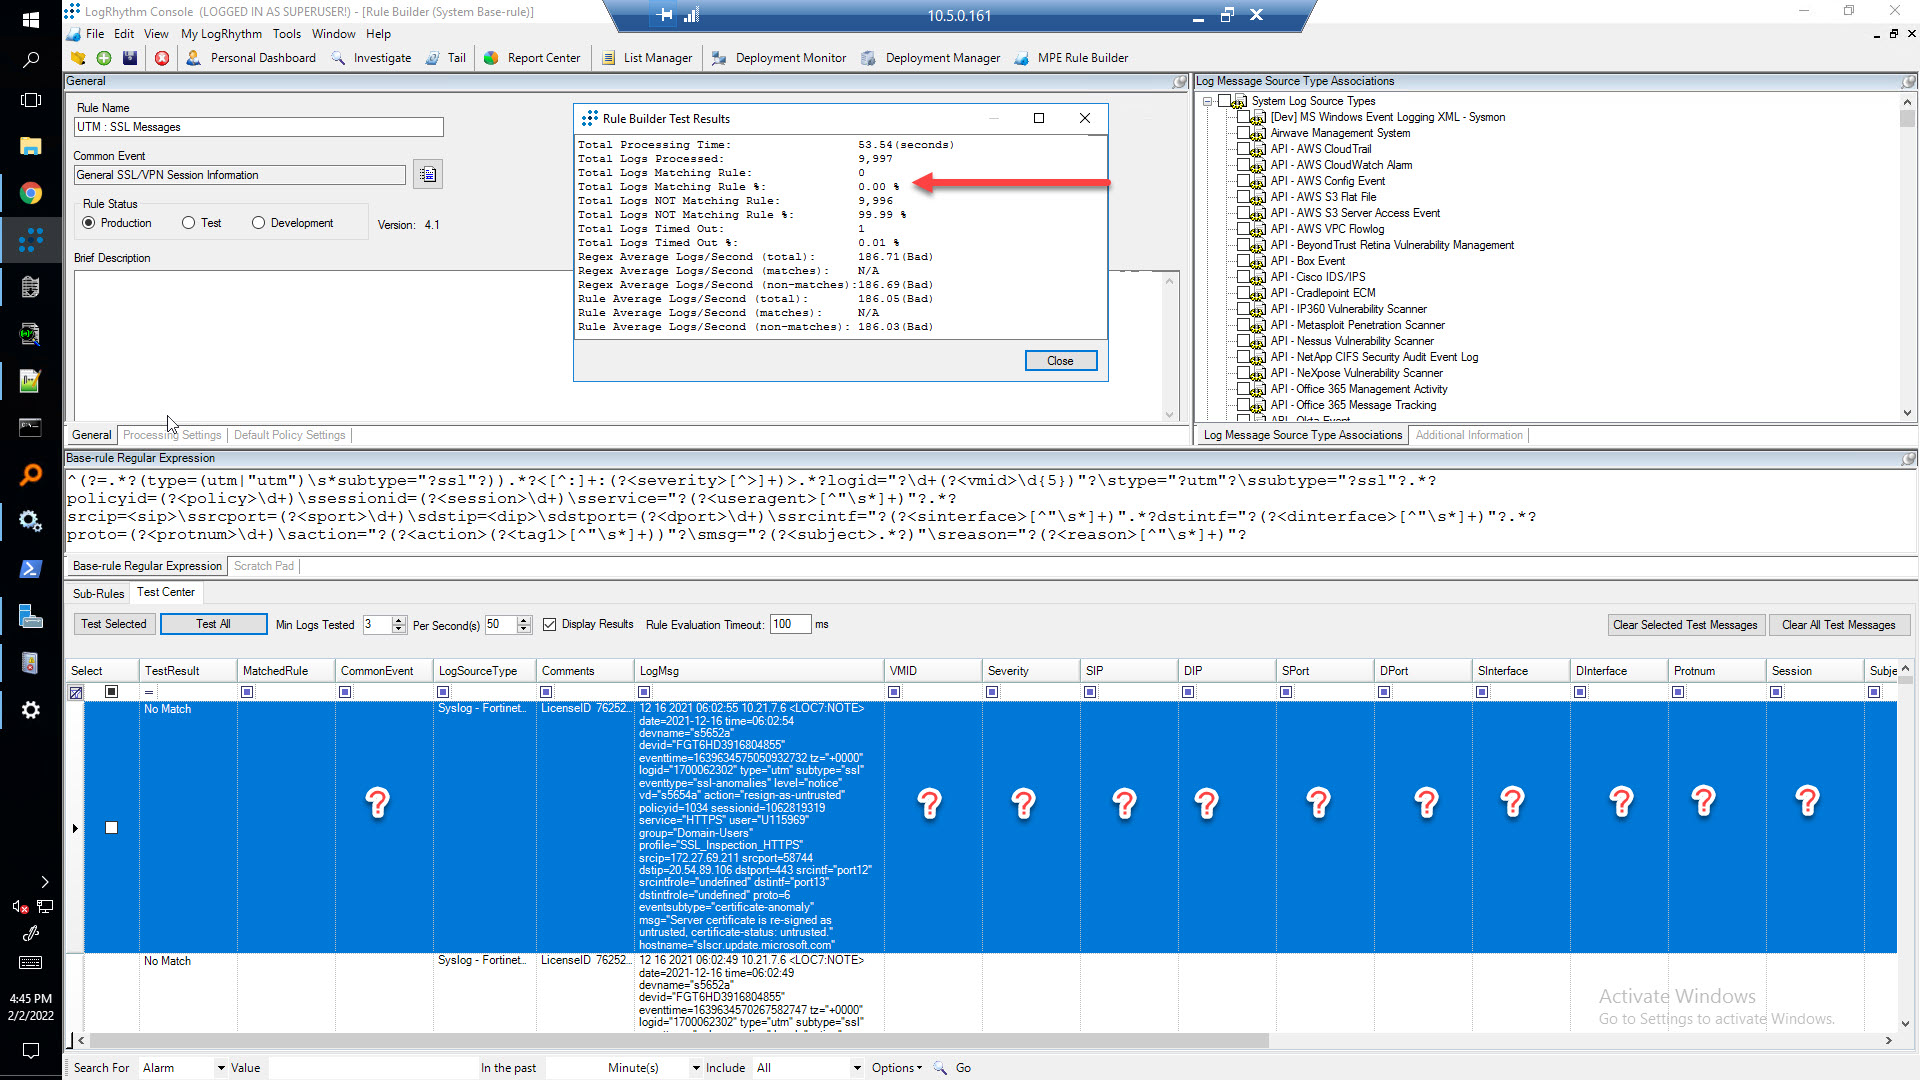 LogRhythm Console (LOGGED IN AS SUPERUSER!) - [Rule Builder (System Base-rule)]
10.5.0.161
File Edit View My LogRhythm Tools Window Help
Personal Dashboard Investigate Tail Report Center List Manager Deployment Monitor Deployment Manager MPE Rule Builder
General
Rule Name
UTM : SSL Messages
Common Event
General SSL/VPN Session Information
Rule Status
Production Test Development Version: 4.1
Brief Description
General Processing Settings Default Policy Settings
Rule Builder Test Results
Total Processing Time: 53.54(seconds)
Total Logs Processed: 9,997
Total Logs Matching Rule: 0
Total Logs Matching Rule %: 0.00 %
Total Logs NOT Matching Rule: 9,996
Total Logs NOT Matching Rule %: 99.99 %
Total Logs Timed Out: 1
Total Logs Timed Out %: 0.01 %
Regex Average Logs/Second (total): 186.71(Bad)
Regex Average Logs/Second (matches): N/A
Regex Average Logs/Second (non-matches):186.69(Bad)
Rule Average Logs/Second (total): 186.05(Bad)
Rule Average Logs/Second (matches): N/A
Rule Average Logs/Second (non-matches): 186.03(Bad)
Close
Log Message Source Type Associations
System Log Source Types
[Dev] MS Windows Event Logging XML - Sysmon
Airwave Management System
API - AWS CloudTrail
API - AWS CloudWatch Alarm
API - AWS Config Event
API - AWS S3 Flat File
API - AWS S3 Server Access Event
API - AWS VPC Flowlog
API - BeyondTrust Retina Vulnerability Management
API - Box Event
API - Cisco IDS/IPS
API - Cradlepoint ECM
API - IP360 Vulnerability Scanner
API - Metasploit Penetration Scanner
API - Nessus Vulnerability Scanner
API - NetApp CIFS Security Audit Event Log
API - NeXpose Vulnerability Scanner
API - Office 365 Management Activity
API - Office 365 Message Tracking
API - Okta Event
Log Message Source Type Associations Additional Information
Base-rule Regular Expression
^(?=.*?(type=(utm|"utm")\s*subtype="?ssl"?)).*?<[^:]+:(?<severity>[^>]+)>.*?logid="?\d+(?<vmid>\d{5})"?\stype="?utm"?\ssubtype="?ssl"?.*?
policyid=(?<policy>\d+)\ssessionid=(?<session>\d+)\sservice="?(?<useragent>[^"\s*]+)"?.*?
srcip=<sip>\ssrcport=(?<sport>\d+)\sdstip=<dip>\sdstport=(?<dport>\d+)\ssrcintf="?(?<sinterface>[^"\s*]+)".*?dstintf="?(?<dinterface>[^"\s*]+)"?.*?
proto=(?<protnum>\d+)\saction="?(?<action>(?<tag1>[^"\s*]+))"?\smsg="?(?<subject>.*?)"\sreason="?(?<reason>[^"\s*]+)"?
Base-rule Regular Expression Scratch Pad
Sub-Rules Test Center
Test Selected Test All Min Logs Tested 3 Per Second(s) 50 Display Results Rule Evaluation Timeout: 100 ms Clear Selected Test Messages Clear All Test Messages
Select TestResult MatchedRule CommonEvent LogSourceType Comments LogMsg VMID Severity SIP DIP SPort DPort SInterface DInterface Protnum Session Subje
=
No Match Syslog - Fortinet... LicenseID 76252... 12 16 2021 06:02:55 10.21.7.6 <LOC7:NOTE>
date=2021-12-16 time=06:02:54
devname="s5652a"
devid="FGT6HD3916804855"
eventtime=1639634575050932732 tz="+0000"
logid="1700062302" type="utm" subtype="ssl"
eventtype="ssl-anomalies" level="notice"
vd="s5654a" action="resign-as-untrusted"
policyid=1034 sessionid=1062819319
service="HTTPS" user="U115969"
group="Domain-Users"
profile="SSL_Inspection_HTTPS"
srcip=172.27.69.211 srcport=58744
dstip=20.54.89.106 dstport=443 srcintf="port12"
srcintfrole="undefined" dstintf="port13"
dstintfrole="undefined" proto=6
eventsubtype="certificate-anomaly"
msg="Server certificate is re-signed as
untrusted, certificate-status: untrusted."
hostname="slscr.update.microsoft.com"
? ? ? ? ? ? ? ? ? ? ?
No Match Syslog - Fortinet... LicenseID 76252... 12 16 2021 06:02:49 10.21.7.6 <LOC7:NOTE>
date=2021-12-16 time=06:02:49
devname="s5652a"
devid="FGT6HD3916804855"
eventtime=1639634570267582747 tz="+0000"
logid="1700062302" type="utm" subtype="ssl"
Activate Windows
Go to Settings to activate Windows.
Search For Alarm Value In the past Minute(s) Include All Options Go
4:45 PM
2/2/2022